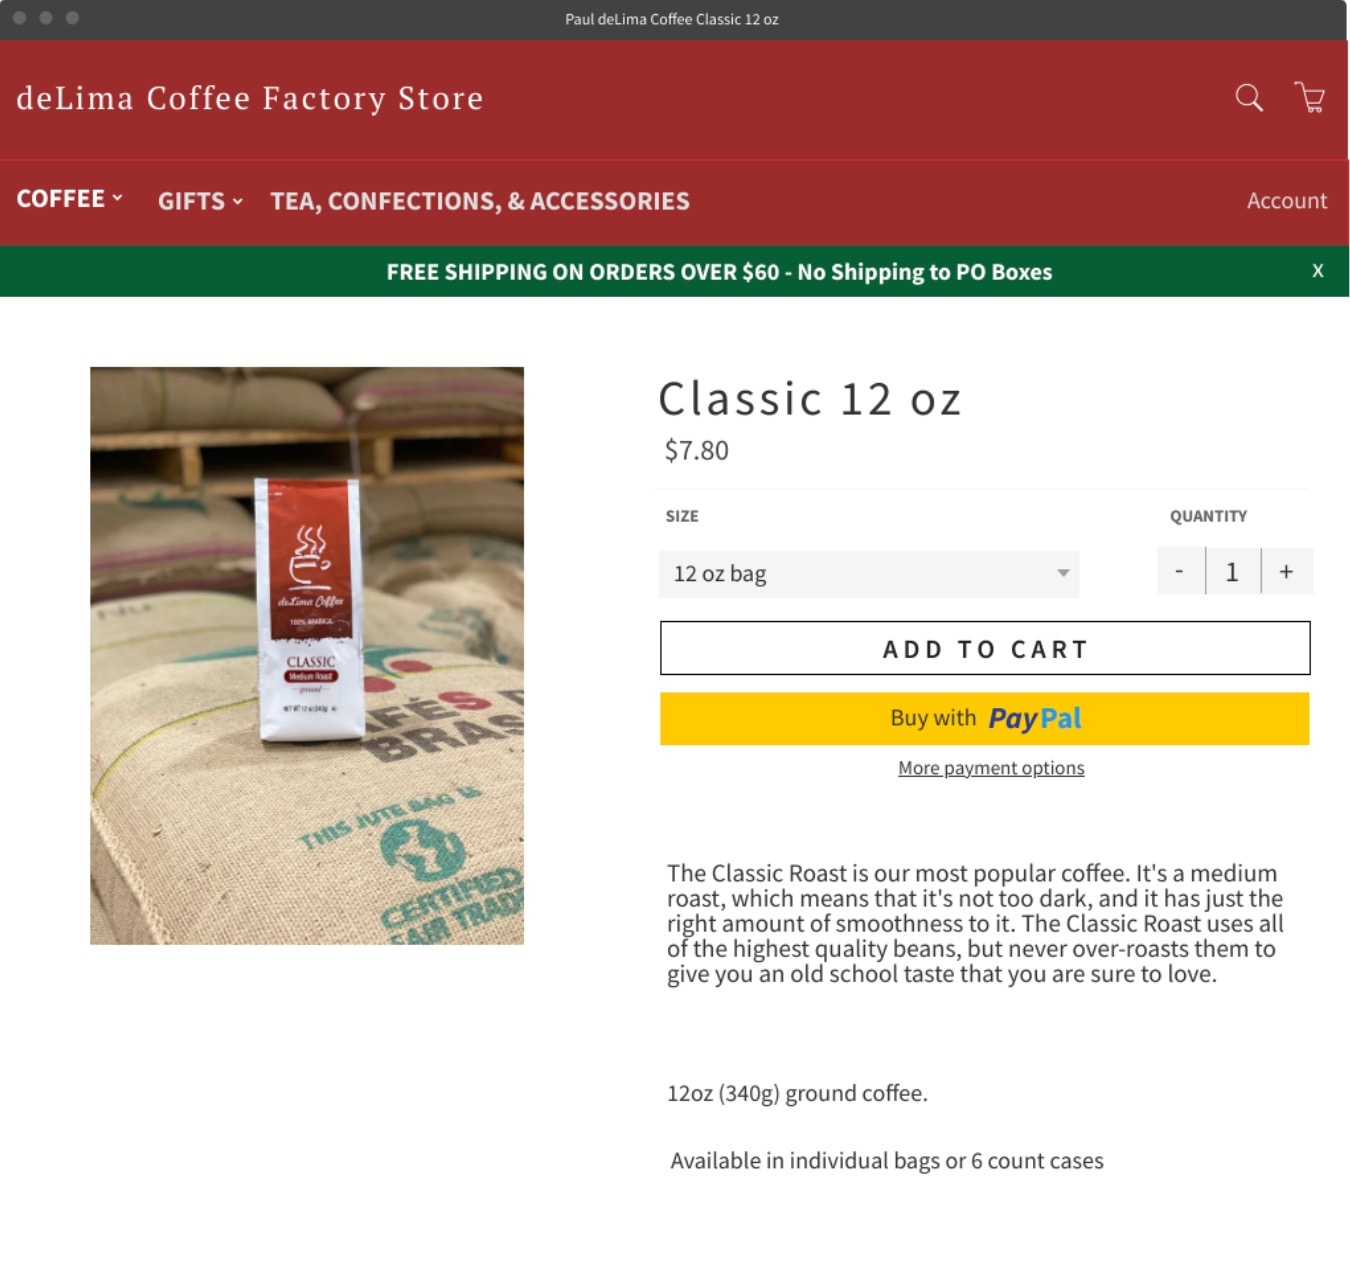 Paul deLima Coffee Classic 12 oz
deLima Coffee Factory Store
COFFEE GIFTS TEA, CONFECTIONS, & ACCESSORIES Account
FREE SHIPPING ON ORDERS OVER $60 - No Shipping to PO Boxes X
deLima Coffee
100% ARABICA
CLASSIC
Medium Roast
ground
NET WT 12 oz (340g)
FÉS
BRAS
THIS JUTE BAG IS
CERTIFIED
FAIR TRAD
Classic 12 oz
$7.80
SIZE QUANTITY
12 oz bag - 1 +
ADD TO CART
Buy with PayPal
More payment options
The Classic Roast is our most popular coffee. It's a medium
roast, which means that it's not too dark, and it has just the
right amount of smoothness to it. The Classic Roast uses all
of the highest quality beans, but never over-roasts them to
give you an old school taste that you are sure to love.
12oz (340g) ground coffee.
Available in individual bags or 6 count cases